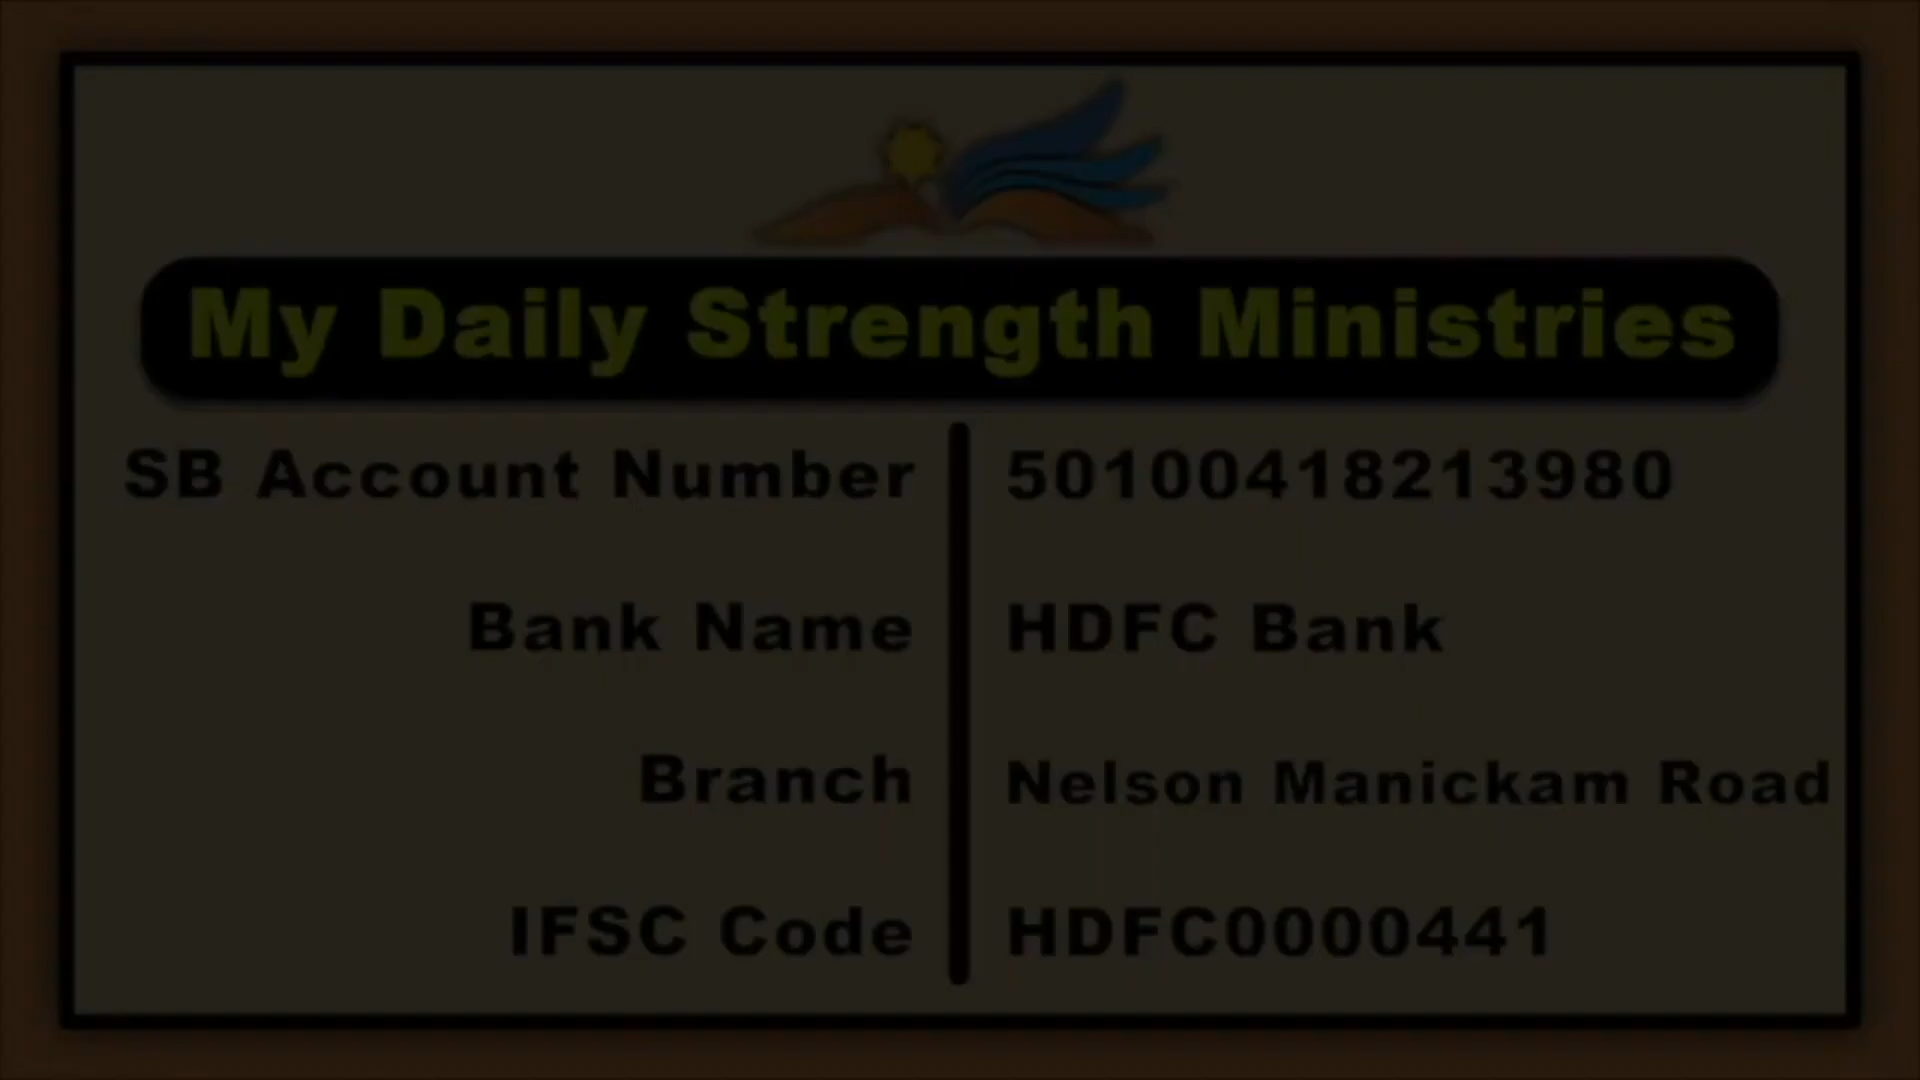 My Daily Strength Ministries
SB Account Number 50100418213980
Bank Name HDFC Bank
Branch Nelson Manickam Road
IFSC Code HDFC0000441